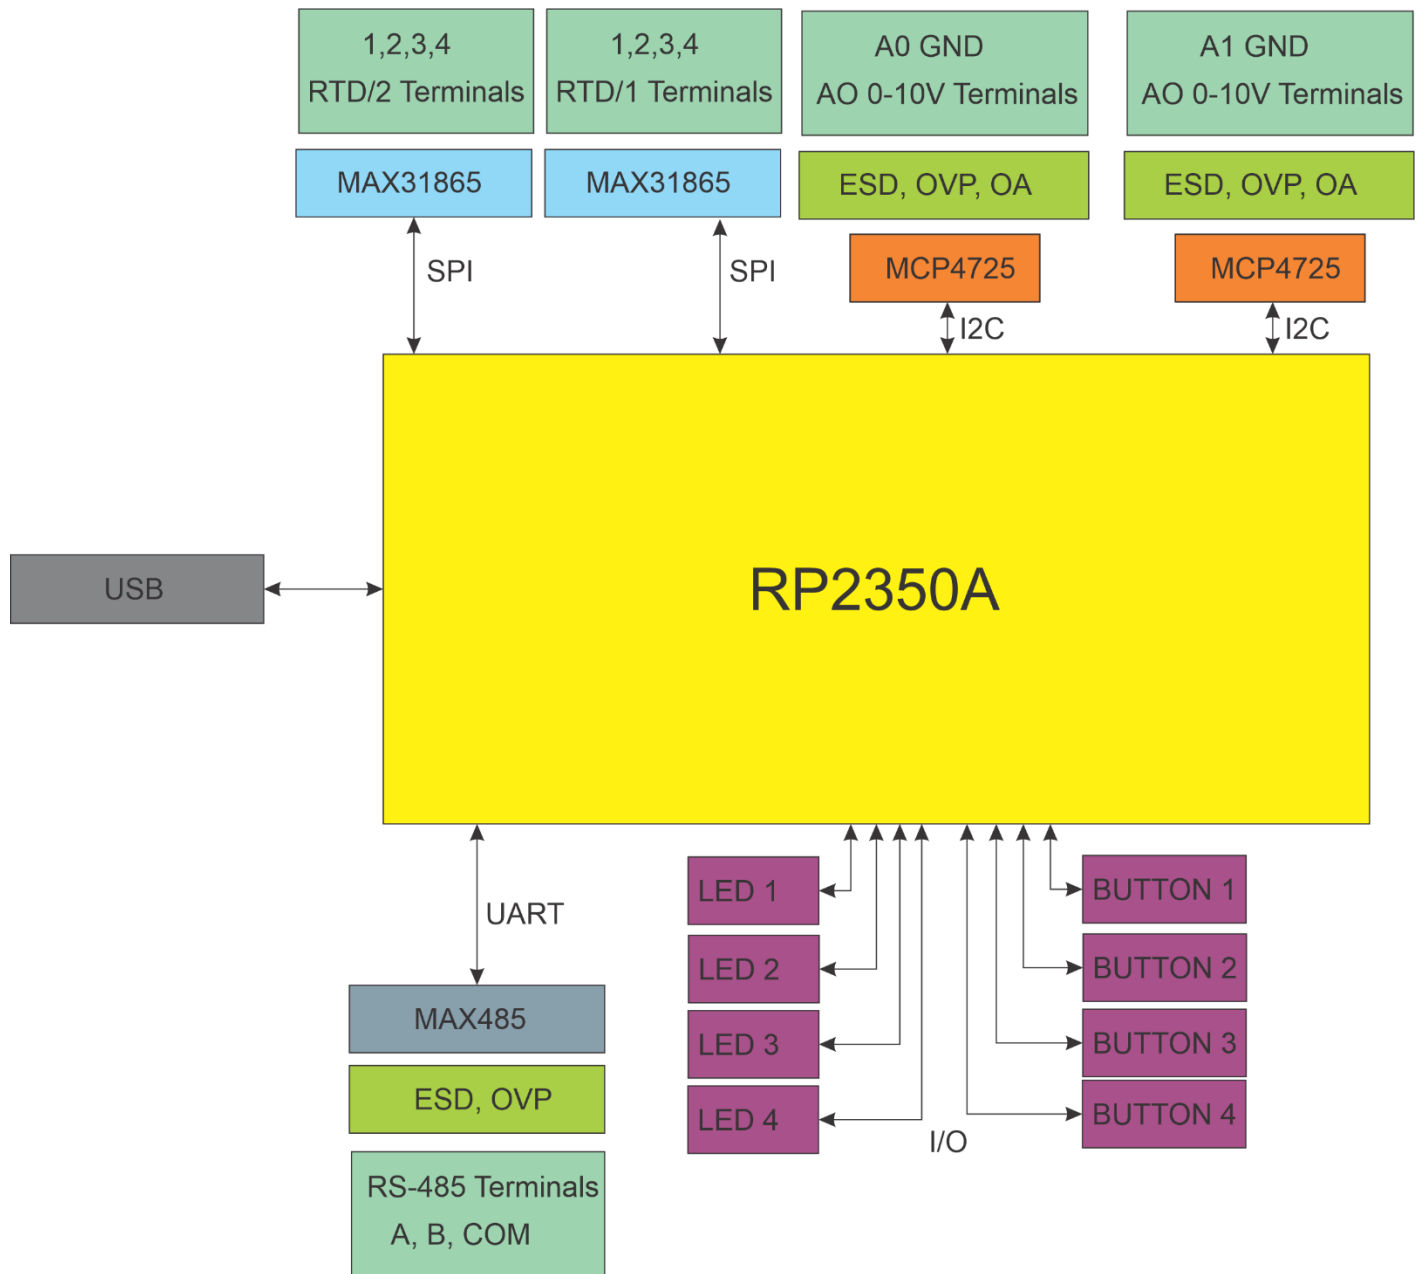 1,2,3,4
RTD/2 Terminals
1,2,3,4
RTD/1 Terminals
A0 GND
AO 0-10V Terminals
A1 GND
AO 0-10V Terminals
MAX31865
MAX31865
ESD, OVP, OA
ESD, OVP, OA
MCP4725
MCP4725
SPI
SPI
I2C
I2C
RP2350A
USB
UART
MAX485
ESD, OVP
RS-485 Terminals
A, B, COM
LED 1
LED 2
LED 3
LED 4
I/O
BUTTON 1
BUTTON 2
BUTTON 3
BUTTON 4